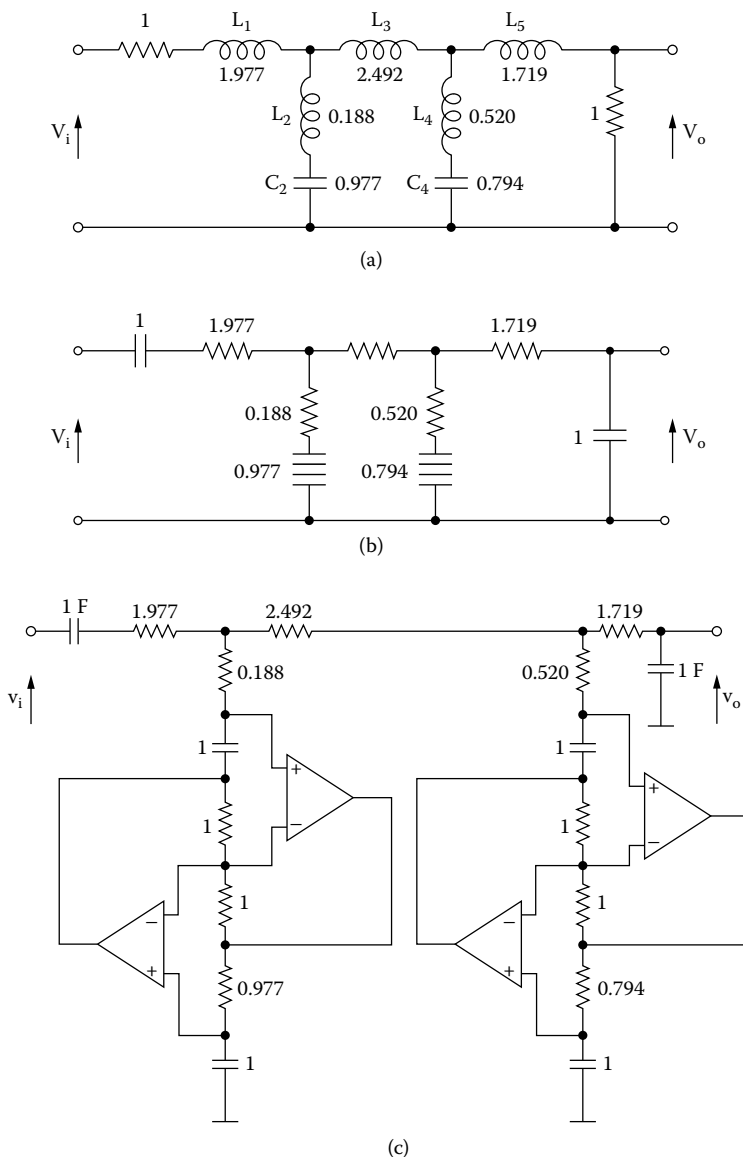 1 L1 L3 L5
1.977 2.492 1.719
Vi L2 0.188 L4 0.520 1 Vo
C2 0.977 C4 0.794
(a)
1 1.977 1.719
0.188 0.520
Vi 1 Vo
0.977 0.794
(b)
1 F 1.977 2.492 1.719
0.188 0.520 1 F
vi vo
1 1
+ +
1 1
− −
− 1 − 1
+ 0.977 + 0.794
1 1
(c)